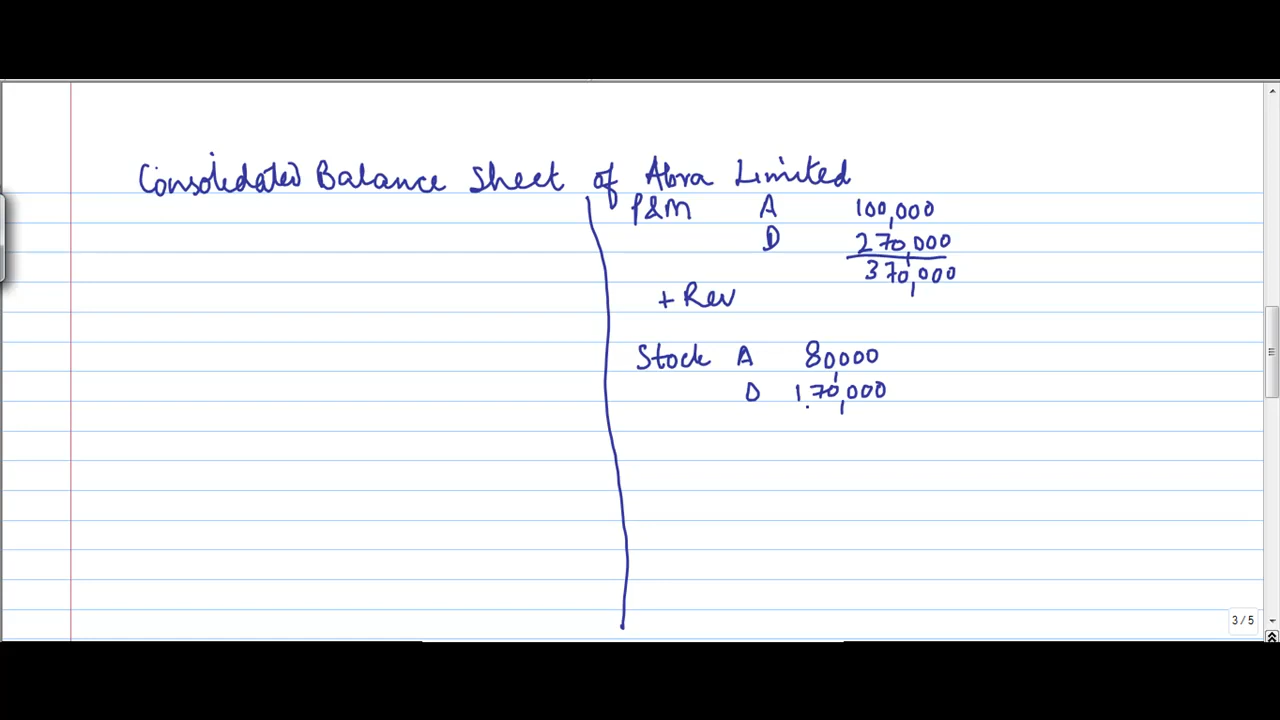 Consolidated Balance Sheet of Abra Limited
P&M A 100,000
D 270,000
370,000
+ Rev
Stock A 80000
D 170,000
3 / 5